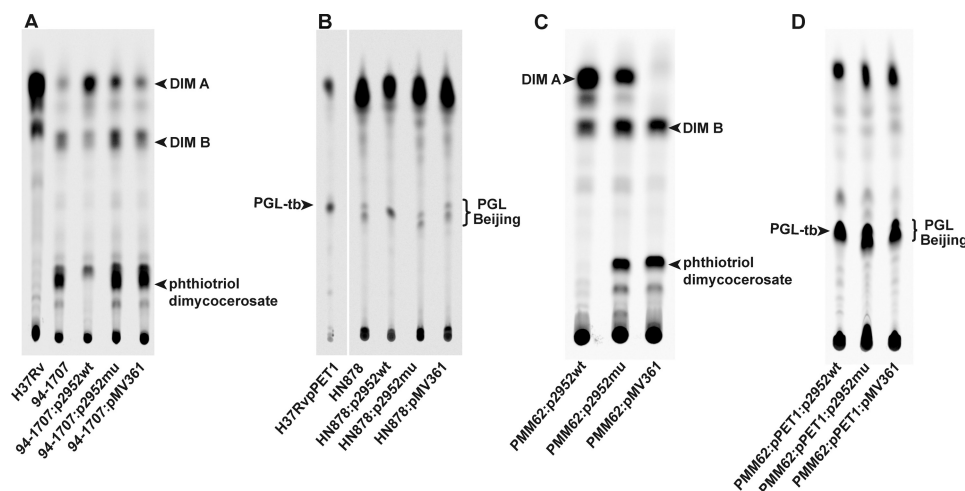 A
DIM A
DIM B
phthiotriol
dimycocerosate
H37Rv
94-1707
94-1707:p2952wt
94-1707:p2952mu
94-1707:pMV361
B
PGL-tb
PGL
Beijing
H37RvpPET1
HN878
HN878:p2952wt
HN878:p2952mu
HN878:pMV361
C
DIM A
DIM B
phthiotriol
dimycocerosate
PMM62:p2952wt
PMM62:p2952mu
PMM62:pMV361
D
PGL-tb
PGL
Beijing
PMM62:pPET1:p2952wt
PMM62:pPET1:p2952mu
PMM62:pPET1:pMV361